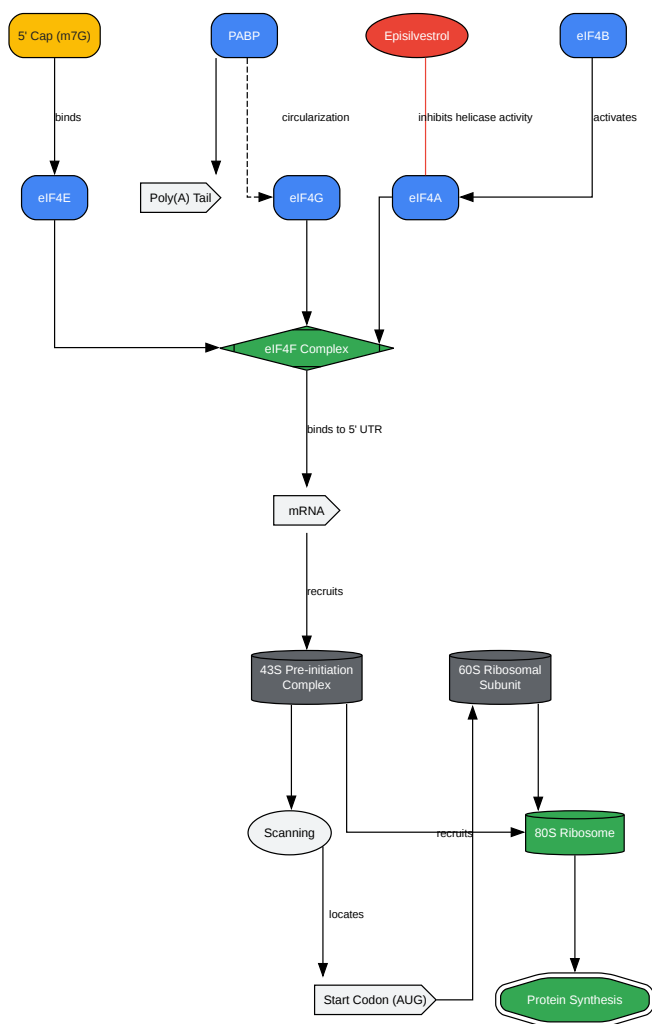 5' Cap (m7G)
PABP
Episilvestrol
eIF4B
binds
circularization
inhibits helicase activity
activates
eIF4E
Poly(A) Tail
eIF4G
eIF4A
eIF4F Complex
binds to 5' UTR
mRNA
recruits
43S Pre-initiation
Complex
60S Ribosomal
Subunit
Scanning
recruits
80S Ribosome
locates
Start Codon (AUG)
Protein Synthesis